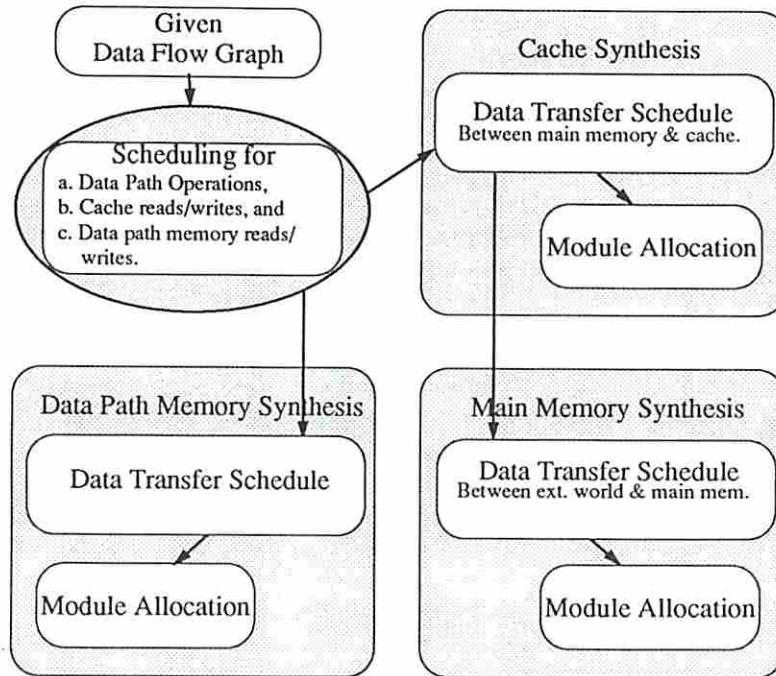 Given
Data Flow Graph
Scheduling for
a. Data Path Operations,
b. Cache reads/writes, and
c. Data path memory reads/
writes.
Cache Synthesis
Data Transfer Schedule
Between main memory & cache.
Module Allocation
Data Path Memory Synthesis
Data Transfer Schedule
Module Allocation
Main Memory Synthesis
Data Transfer Schedule
Between ext. world & main mem.
Module Allocation